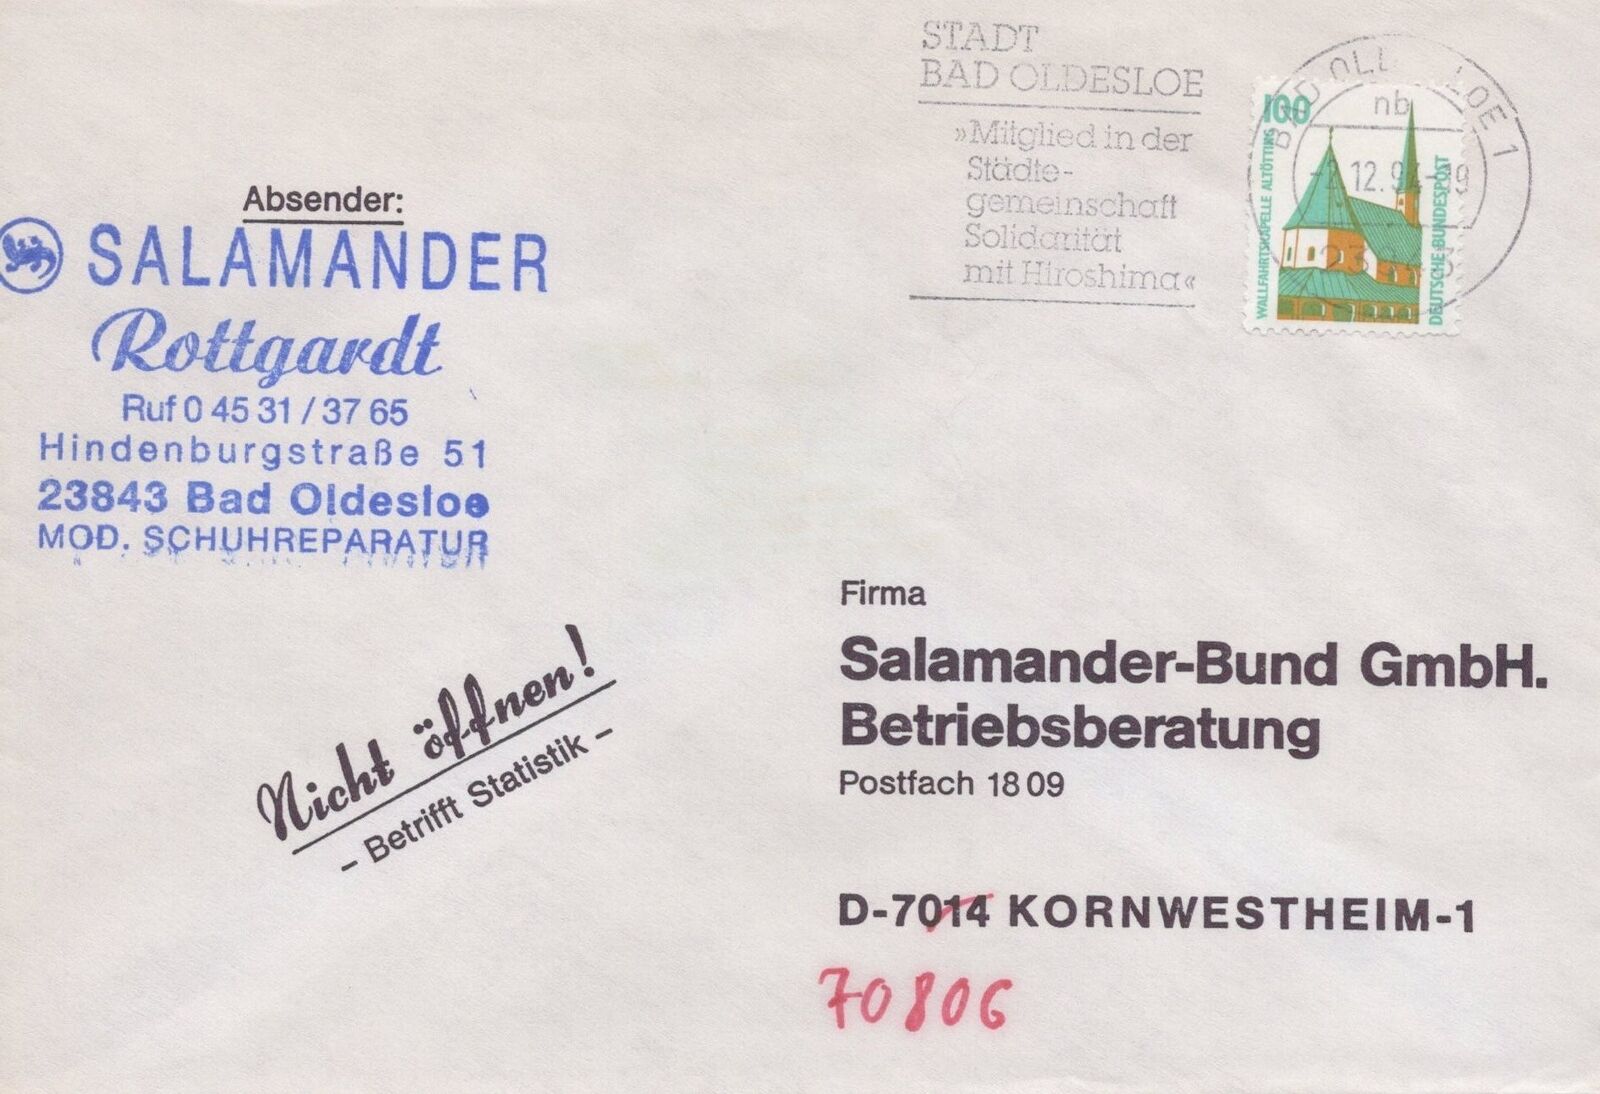 STADT
BAD OLDESLOE
»Mitglied in der
Städte-
gemeinschaft
Solidarität
mit Hiroshima«
nb
12.94-19
100
WALLFAHRTSKAPELLE ALTÖTTING
DEUTSCHE BUNDESPOST
Absender:
SALAMANDER
Rottgardt
Ruf 0 45 31 / 37 65
Hindenburgstraße 51
23843 Bad Oldesloe
MOD. SCHUHREPARATUR
Nicht öffnen!
– Betrifft Statistik –
Firma
Salamander-Bund GmbH.
Betriebsberatung
Postfach 18 09
D-7014 KORNWESTHEIM-1
70806